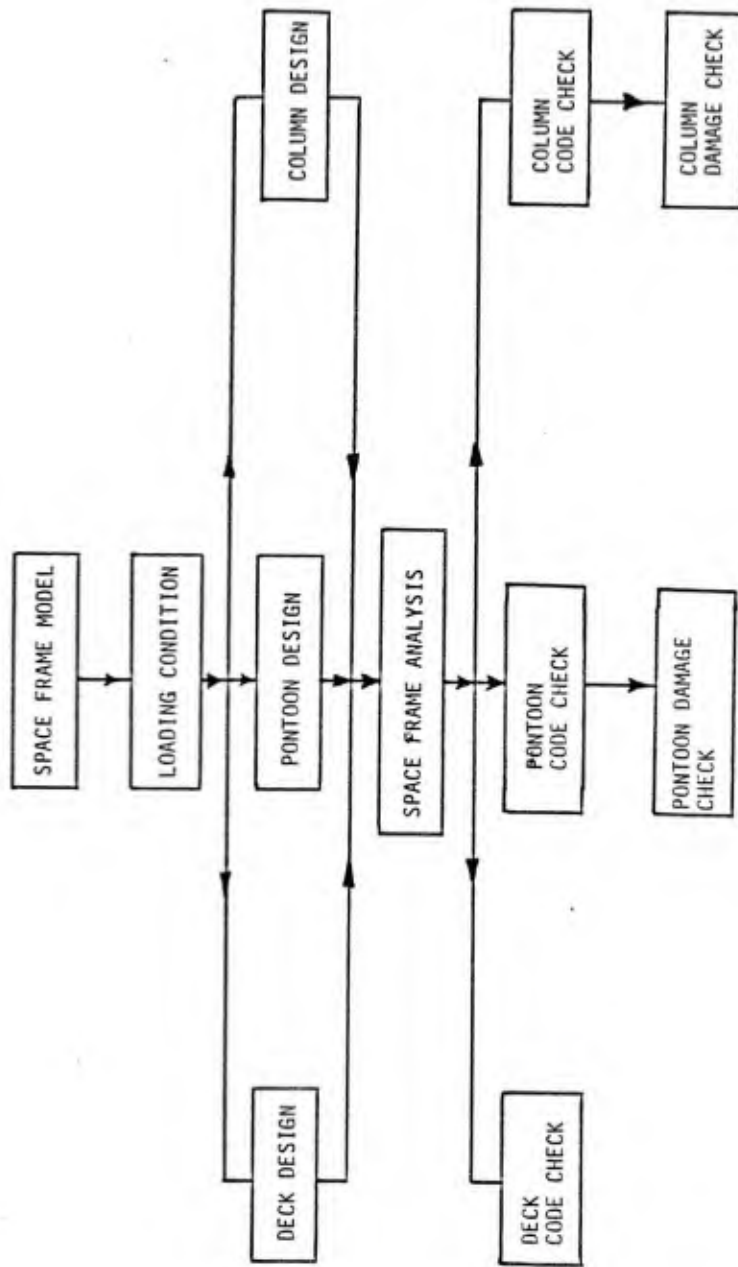 SPACE FRAME MODEL
LOADING CONDITION
DECK DESIGN
PONTOON DESIGN
COLUMN DESIGN
SPACE FRAME ANALYSIS
DECK
CODE CHECK
PONTOON
CODE CHECK
COLUMN
CODE CHECK
PONTOON DAMAGE
CHECK
COLUMN
DAMAGE CHECK